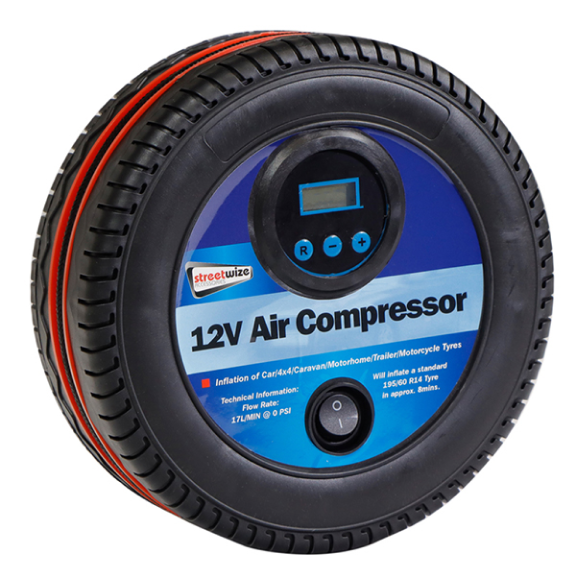 R - +
streetwize
12V Air Compressor
Inflation of Car/4x4/Caravan/Motorhome/Trailer/Motorcycle Tyres
Technical Information:
Flow Rate:
17L/MIN @ 0 PSI
Will inflate a standard
195/60 R14 Tyre
in approx. 8mins.
O
I